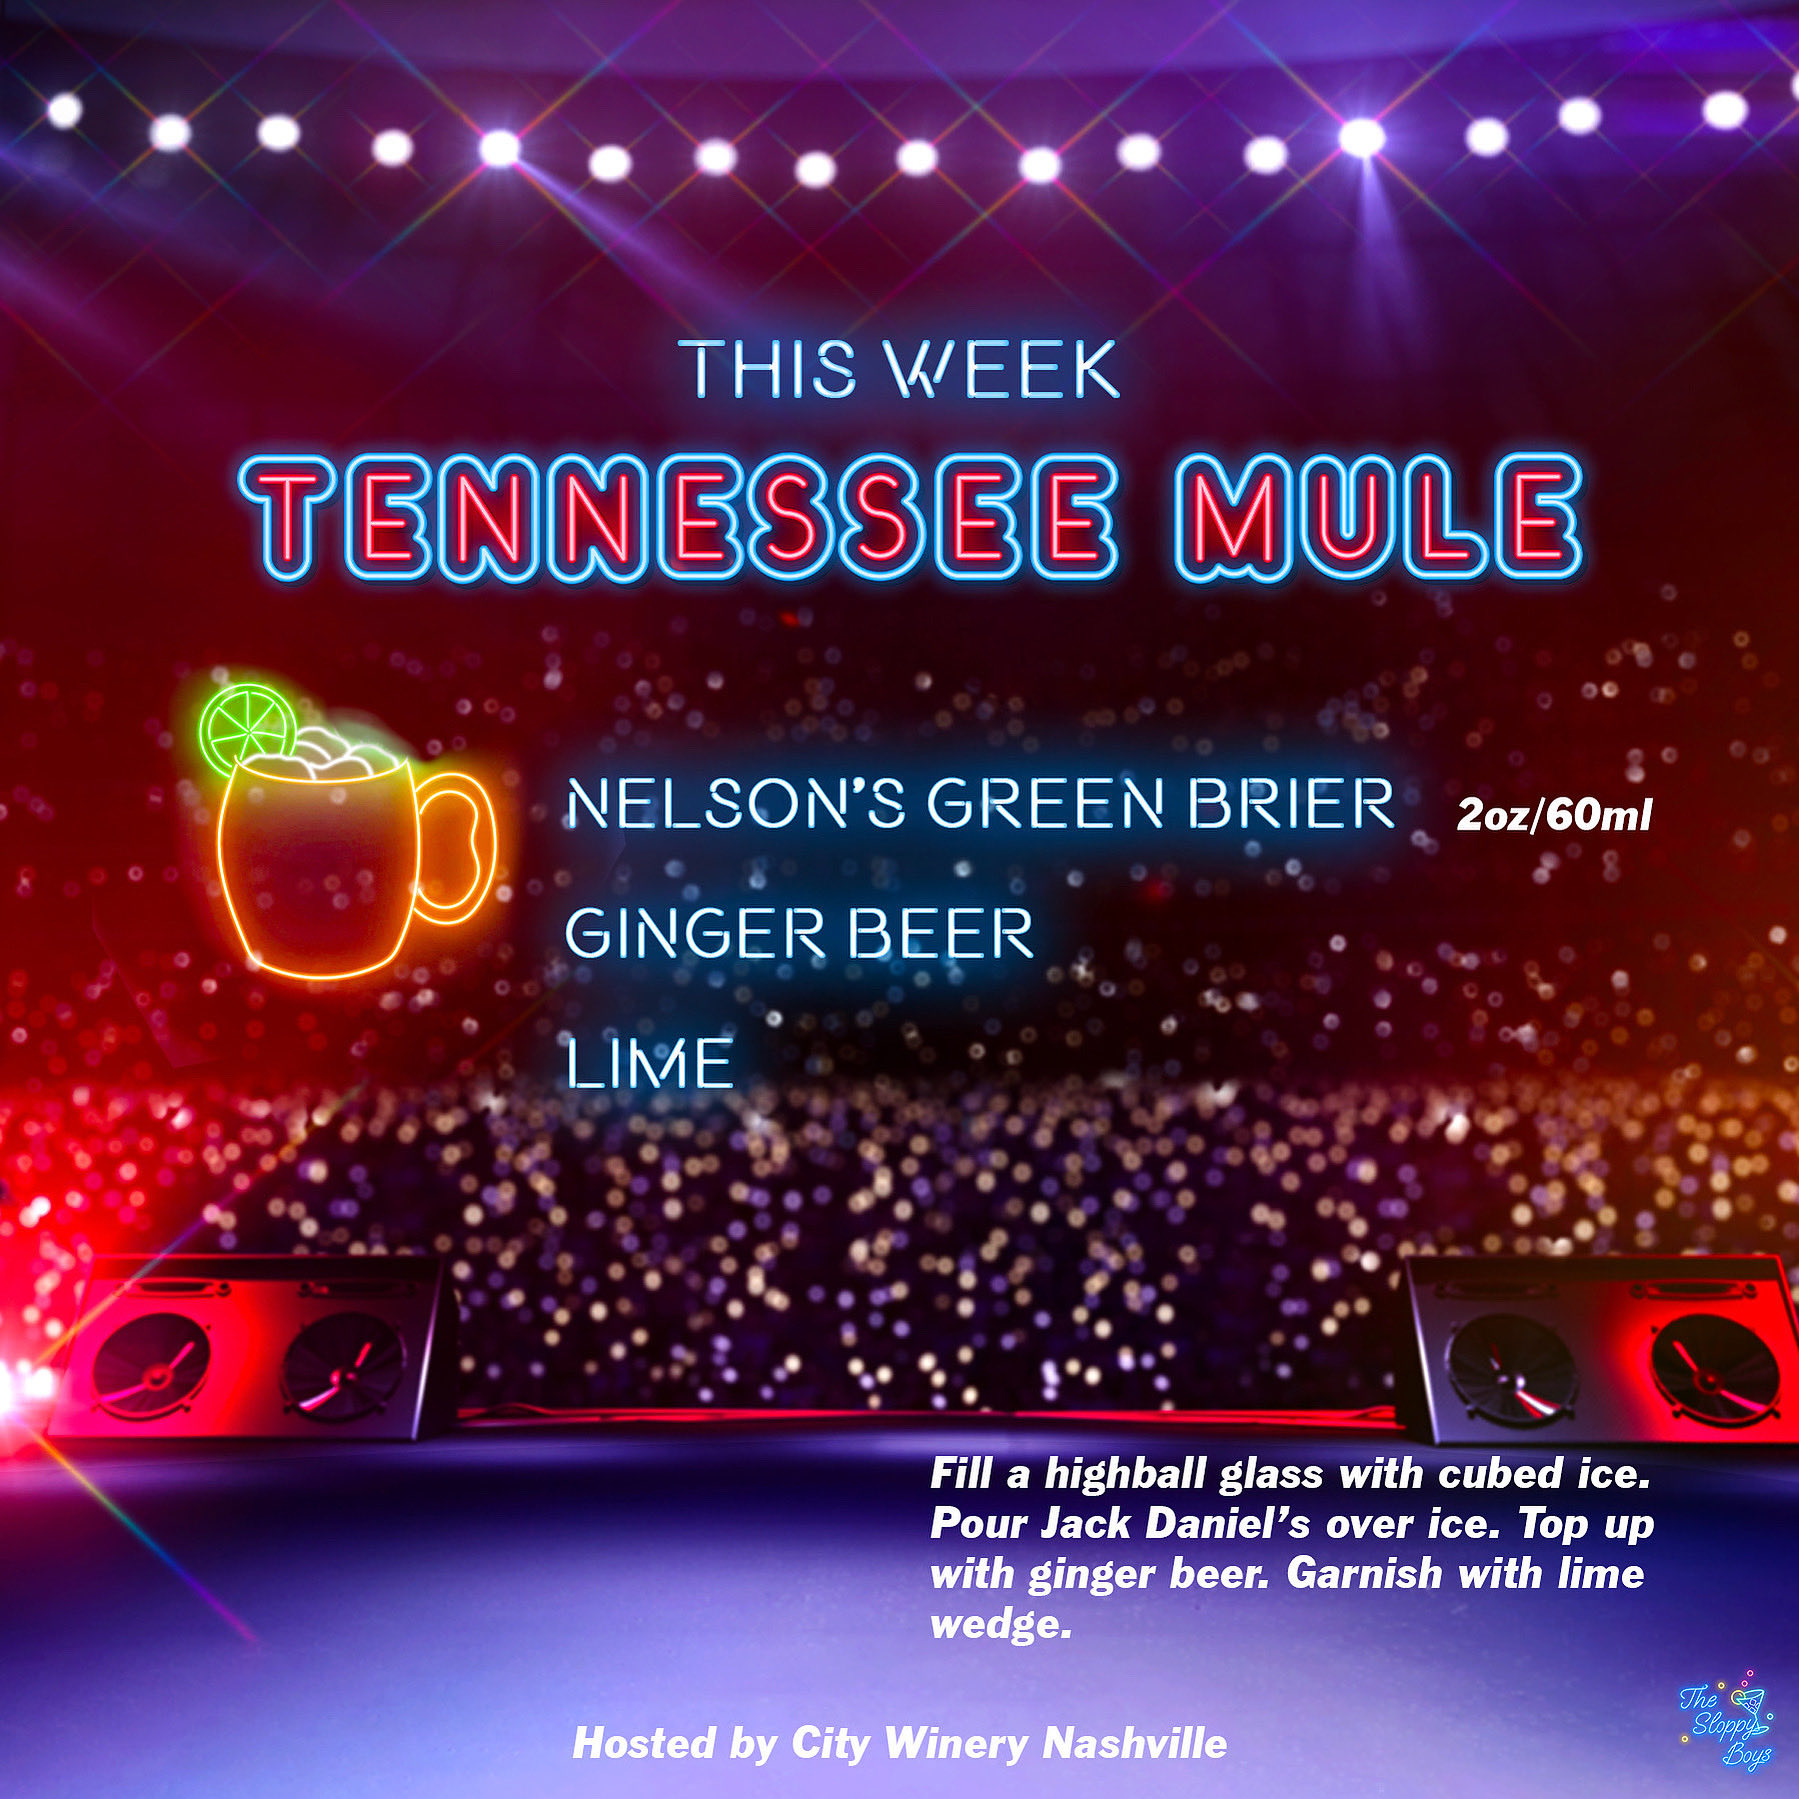 THIS WEEK
TENNESSEE MULE
NELSON'S GREEN BRIER 2oz/60ml
GINGER BEER
LIME
Fill a highball glass with cubed ice.
Pour Jack Daniel's over ice. Top up
with ginger beer. Garnish with lime
wedge.
Hosted by City Winery Nashville
The
Sloppy
Boys